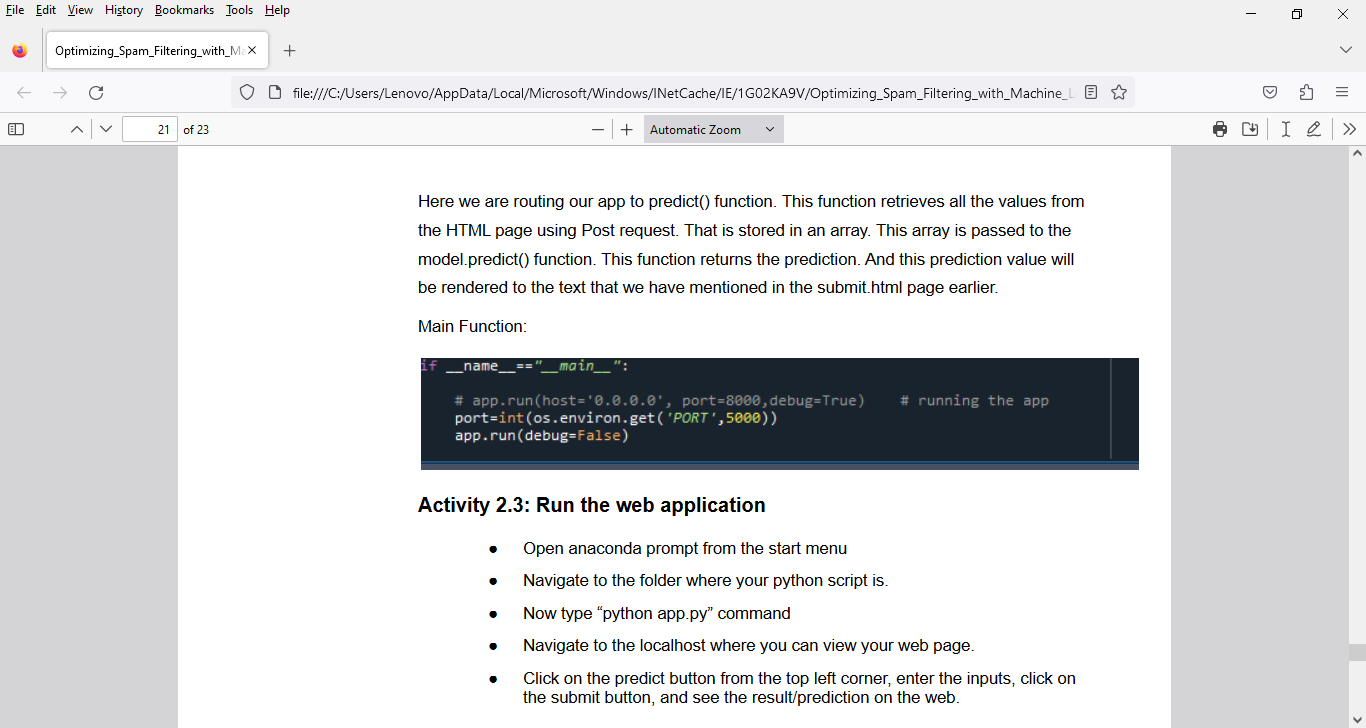 File Edit View History Bookmarks Tools Help
Optimizing_Spam_Filtering_with_Ma
file:///C:/Users/Lenovo/AppData/Local/Microsoft/Windows/INetCache/IE/1G02KA9V/Optimizing_Spam_Filtering_with_Machine_L
21 of 23
Automatic Zoom
Here we are routing our app to predict() function. This function retrieves all the values from
the HTML page using Post request. That is stored in an array. This array is passed to the
model.predict() function. This function returns the prediction. And this prediction value will
be rendered to the text that we have mentioned in the submit.html page earlier.
Main Function:
if __name__=="__main__":
# app.run(host='0.0.0.0', port=8000,debug=True)    # running the app
port=int(os.environ.get('PORT',5000))
app.run(debug=False)
Activity 2.3: Run the web application
● Open anaconda prompt from the start menu
● Navigate to the folder where your python script is.
● Now type “python app.py” command
● Navigate to the localhost where you can view your web page.
● Click on the predict button from the top left corner, enter the inputs, click on
the submit button, and see the result/prediction on the web.